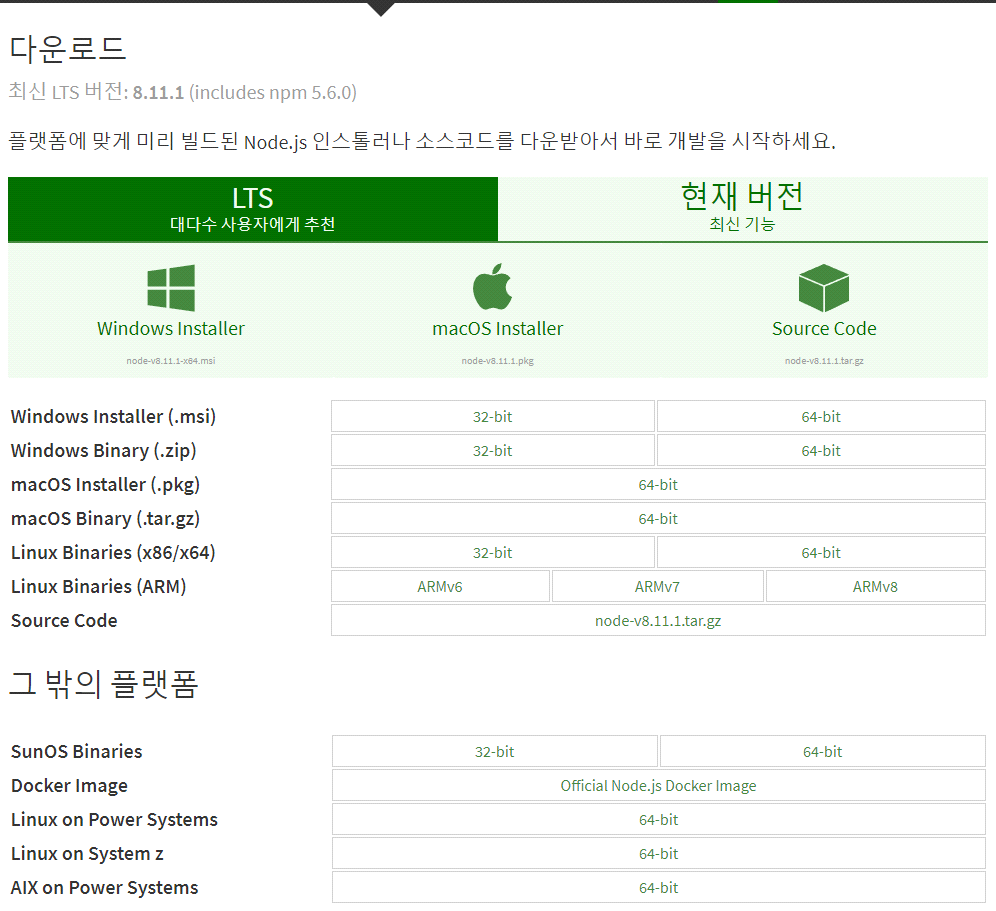 다운로드
최신 LTS 버전: 8.11.1 (includes npm 5.6.0)
플랫폼에 맞게 미리 빌드된 Node.js 인스톨러나 소스코드를 다운받아서 바로 개발을 시작하세요.
LTS 현재 버전
대다수 사용자에게 추천 최신 기능
Windows Installer macOS Installer Source Code
node-v8.11.1-x64.msi node-v8.11.1.pkg node-v8.11.1.tar.gz
Windows Installer (.msi) 32-bit 64-bit
Windows Binary (.zip) 32-bit 64-bit
macOS Installer (.pkg) 64-bit
macOS Binary (.tar.gz) 64-bit
Linux Binaries (x86/x64) 32-bit 64-bit
Linux Binaries (ARM) ARMv6 ARMv7 ARMv8
Source Code node-v8.11.1.tar.gz
그 밖의 플랫폼
SunOS Binaries 32-bit 64-bit
Docker Image Official Node.js Docker Image
Linux on Power Systems 64-bit
Linux on System z 64-bit
AIX on Power Systems 64-bit